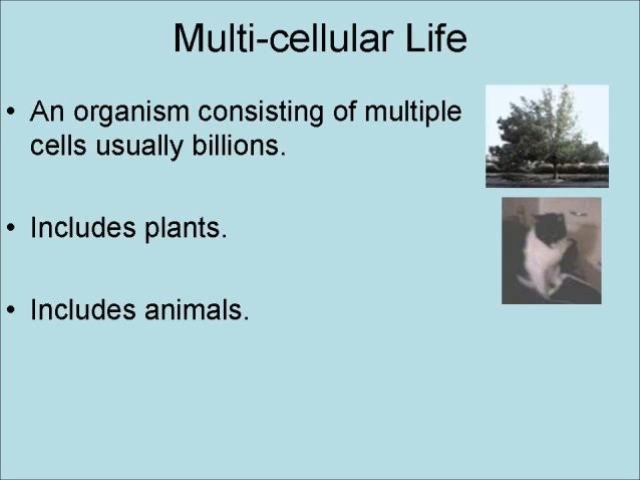 Multi-cellular Life
• An organism consisting of multiple
cells usually billions.
• Includes plants.
• Includes animals.